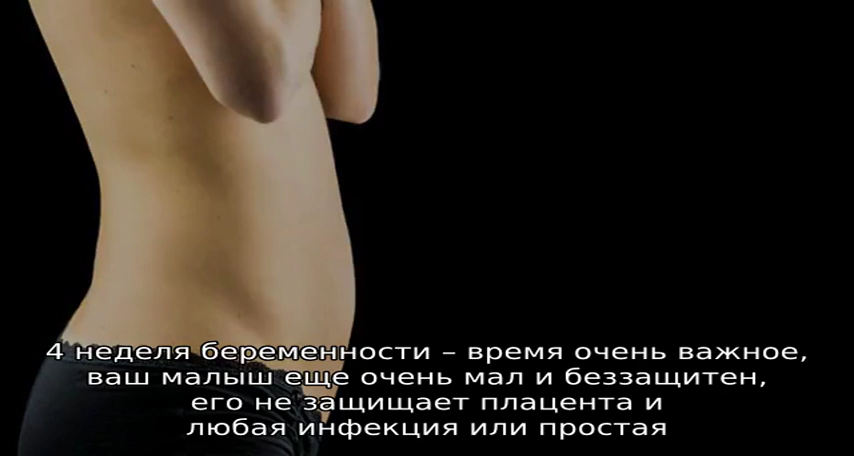 4 неделя беременности – время очень важное,
ваш малыш еще очень мал и беззащитен,
его не защищает плацента и
любая инфекция или простая